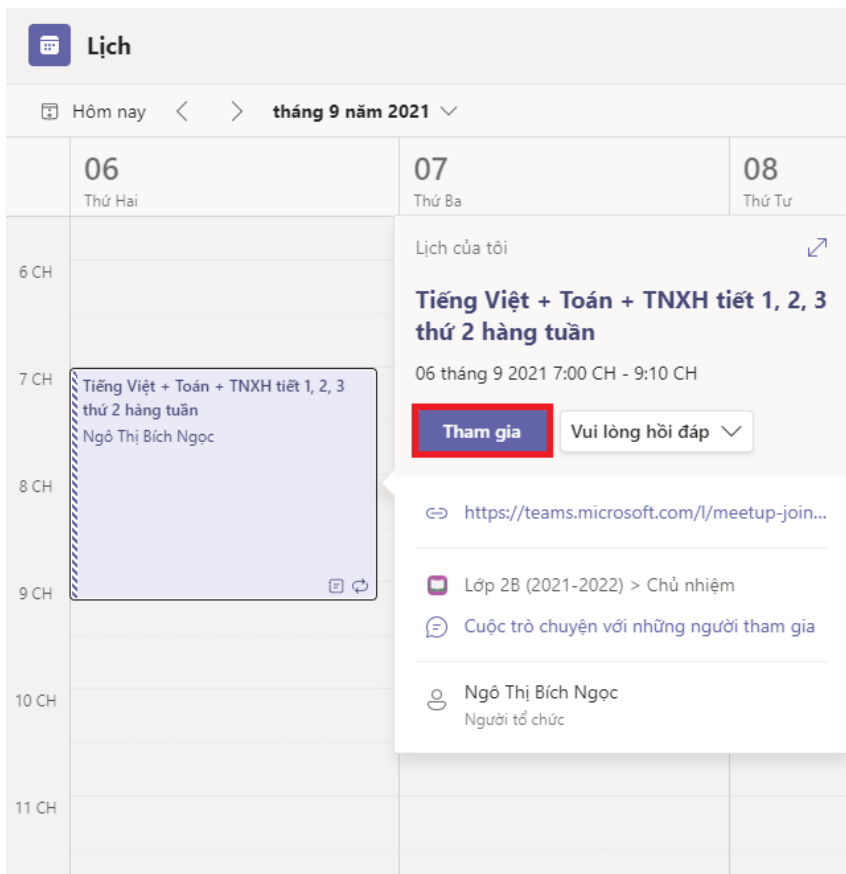 Lịch
Hôm nay
tháng 9 năm 2021
06
Thứ Hai
07
Thứ Ba
08
Thứ Tư
6 CH
7 CH
8 CH
9 CH
10 CH
11 CH
Tiếng Việt + Toán + TNXH tiết 1, 2, 3
thứ 2 hàng tuần
Ngô Thị Bích Ngọc
Lịch của tôi
Tiếng Việt + Toán + TNXH tiết 1, 2, 3
thứ 2 hàng tuần
06 tháng 9 2021 7:00 CH - 9:10 CH
Tham gia
Vui lòng hồi đáp
https://teams.microsoft.com/l/meetup-join...
Lớp 2B (2021-2022) > Chủ nhiệm
Cuộc trò chuyện với những người tham gia
Ngô Thị Bích Ngọc
Người tổ chức